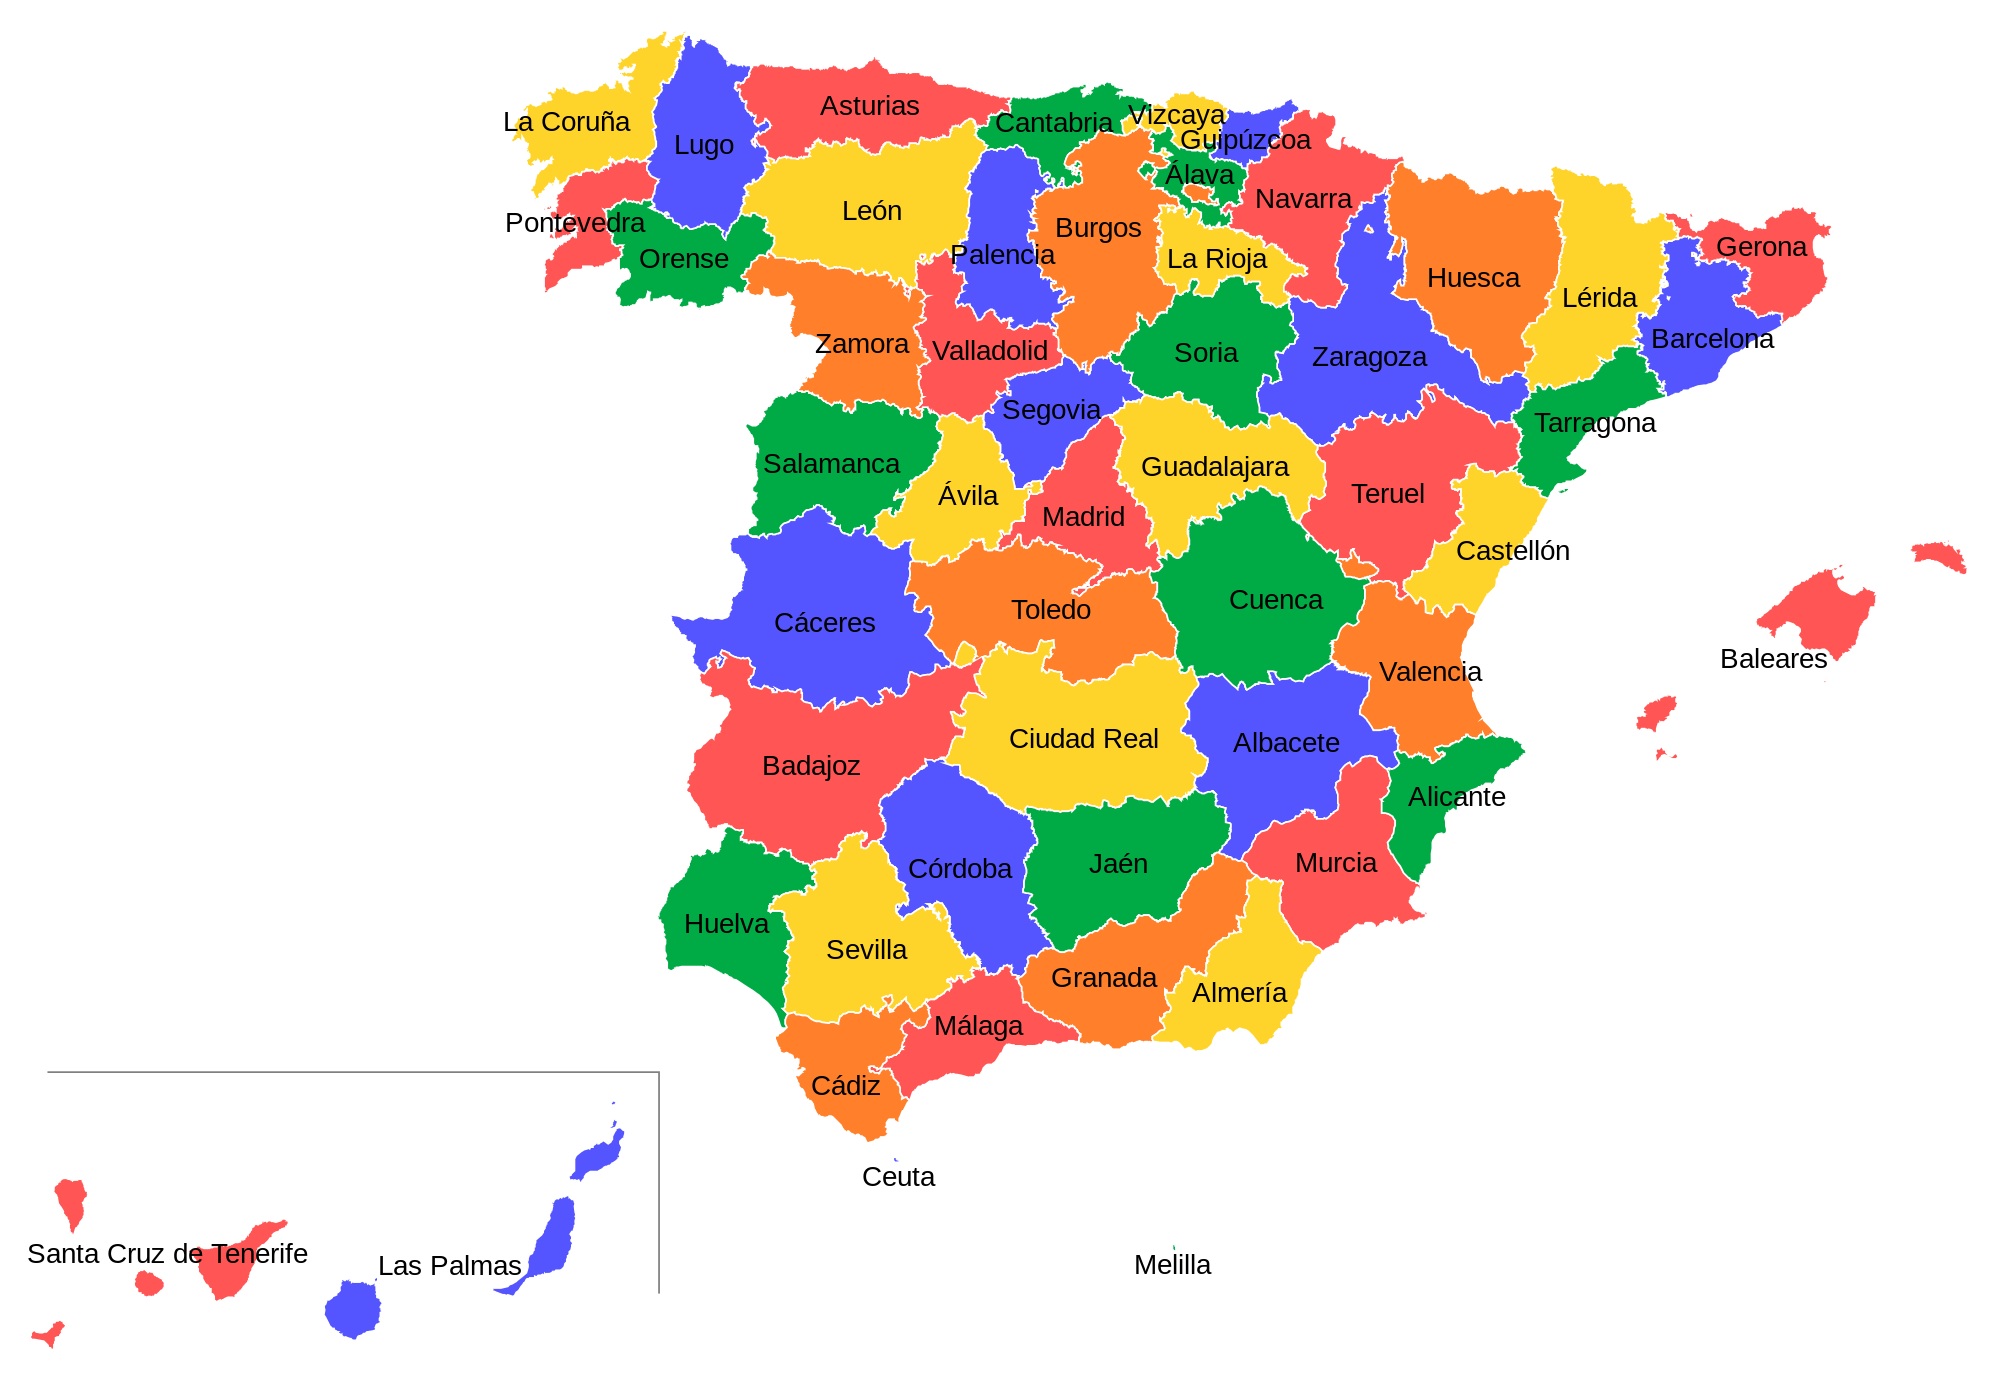 Asturias
Cantabria
Vizcaya
La Coruña
Guipúzcoa
Lugo
Álava
Navarra
León
Pontevedra
Burgos
Gerona
Palencia
Orense
La Rioja
Huesca
Lérida
Barcelona
Zamora
Valladolid
Soria
Zaragoza
Segovia
Tarragona
Salamanca
Guadalajara
Ávila
Teruel
Madrid
Castellón
Cuenca
Toledo
Cáceres
Baleares
Valencia
Ciudad Real
Albacete
Badajoz
Alicante
Córdoba
Jaén
Murcia
Huelva
Sevilla
Granada
Almería
Málaga
Cádiz
Ceuta
Santa Cruz de Tenerife
Las Palmas
Melilla